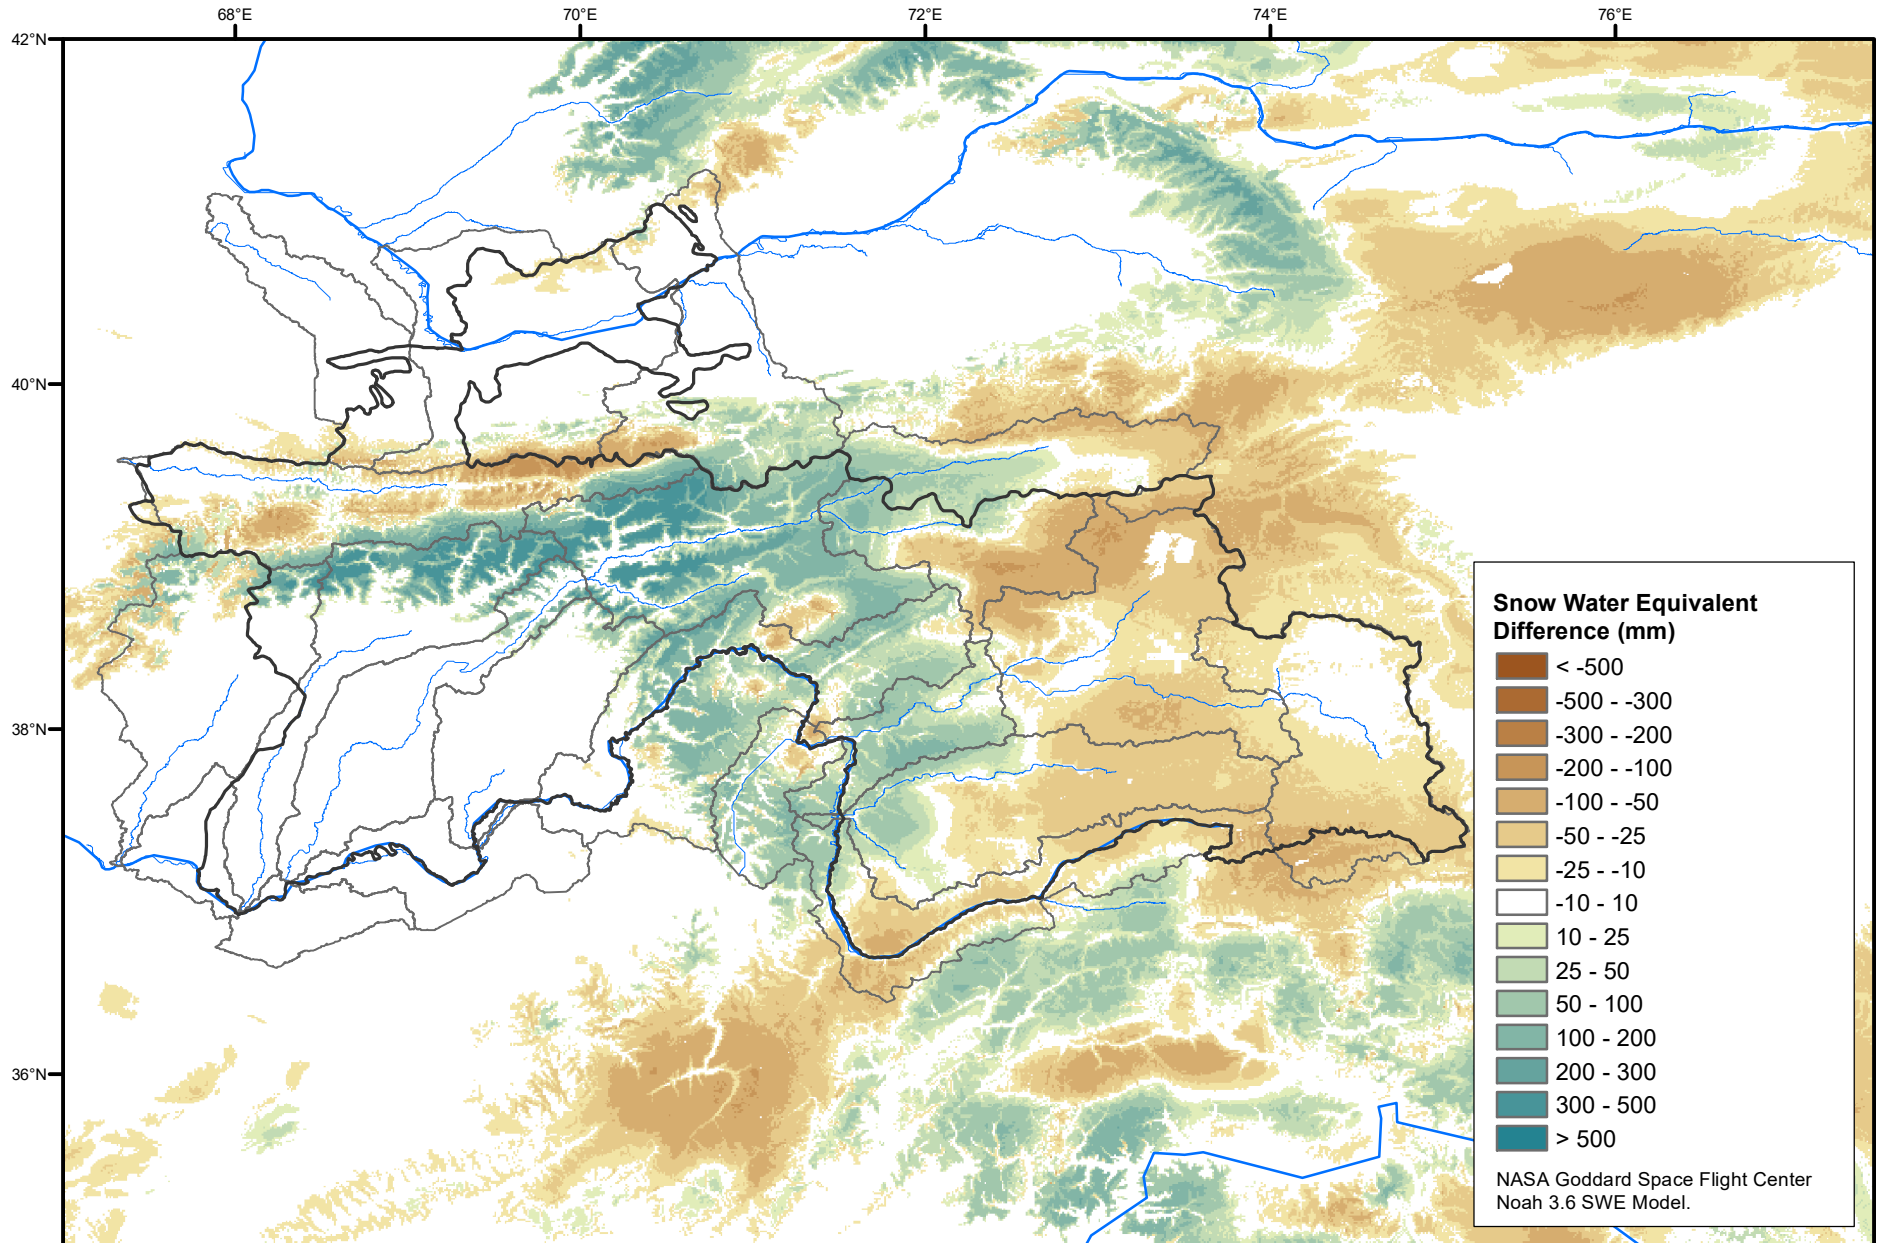 68°E 70°E 72°E 74°E 76°E
42°N
40°N
38°N
36°N
Snow Water Equivalent
Difference (mm)
< -500
-500 - -300
-300 - -200
-200 - -100
-100 - -50
-50 - -25
-25 - -10
-10 - 10
10 - 25
25 - 50
50 - 100
100 - 200
200 - 300
300 - 500
> 500
NASA Goddard Space Flight Center
Noah 3.6 SWE Model.